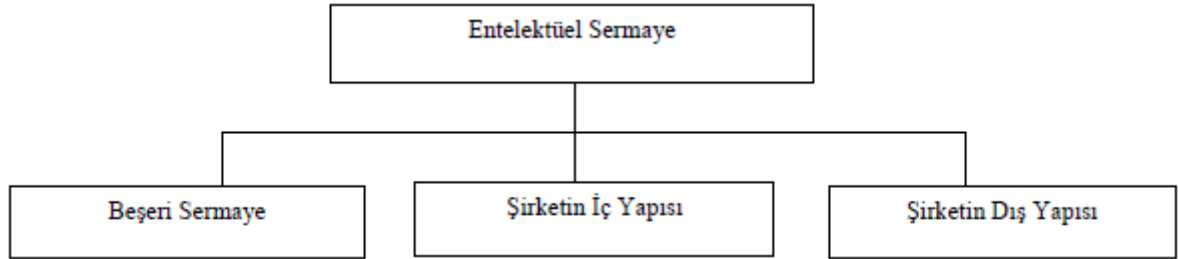 Entelektüel Sermaye
Beşeri Sermaye
Şirketin İç Yapısı
Şirketin Dış Yapısı